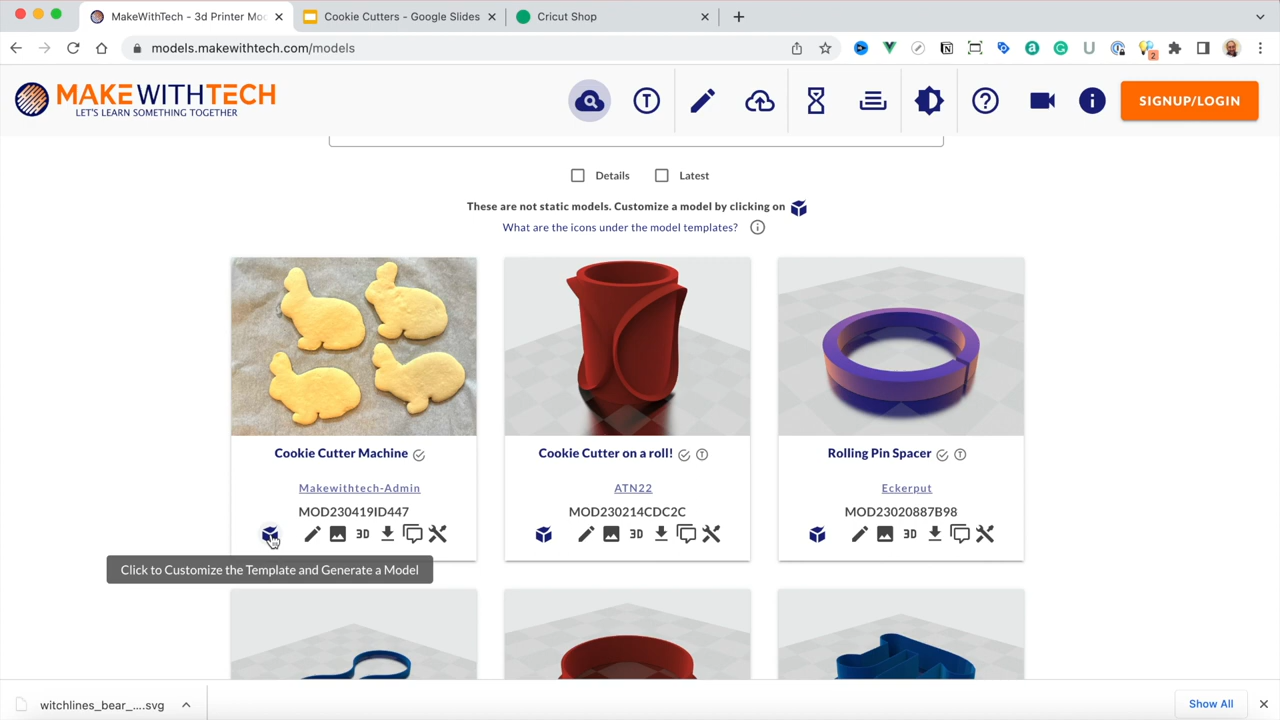 MakeWithTech - 3d Printer Mod
Cookie Cutters - Google Slides
Cricut Shop
models.makewithtech.com/models
2
MAKEWITHTECH
LET'S LEARN SOMETHING TOGETHER
T
SIGNUP/LOGIN
Details
Latest
These are not static models. Customize a model by clicking on
What are the icons under the model templates?
Cookie Cutter Machine
Makewithtech-Admin
MOD230419ID447
3D
Cookie Cutter on a roll!
T
ATN22
MOD230214CDC2C
3D
Rolling Pin Spacer
T
Eckerput
MOD23020887B98
3D
Click to Customize the Template and Generate a Model
witchlines_bear_....svg
Show All